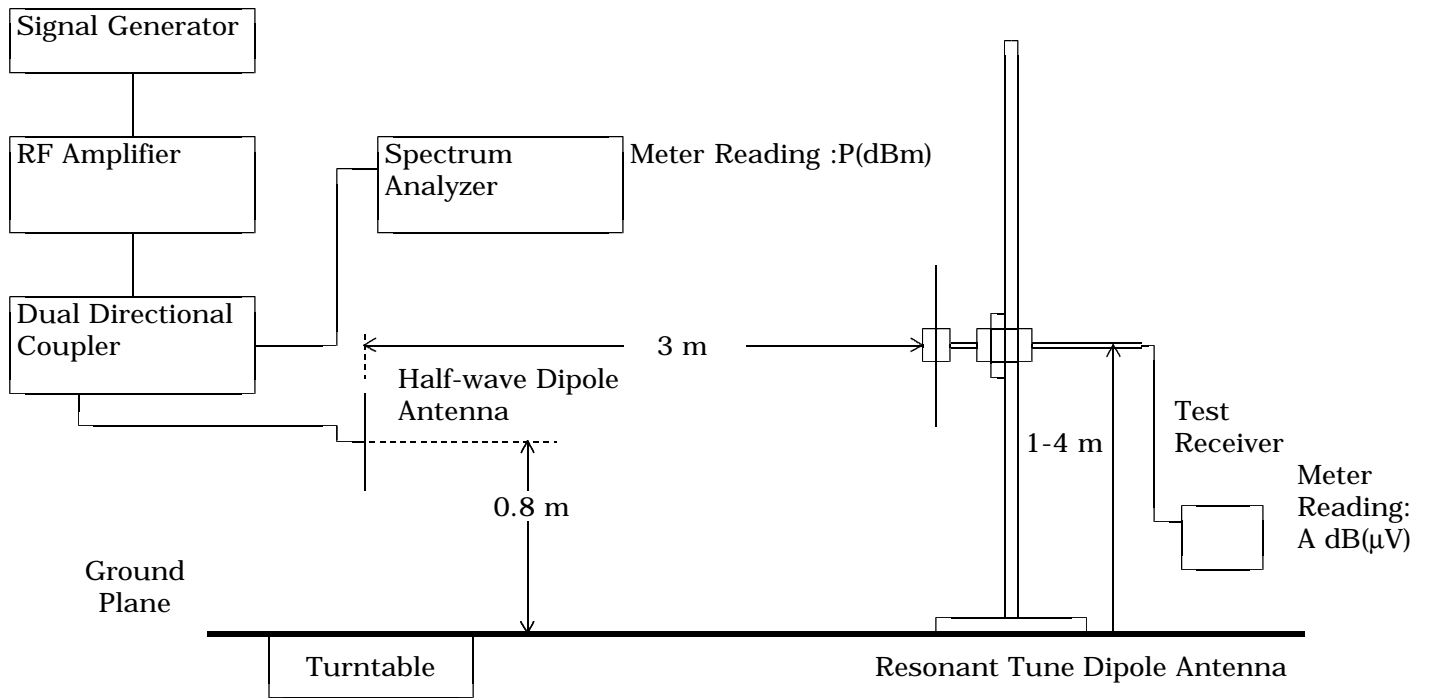 Signal Generator
RF Amplifier
Spectrum
Analyzer
Meter Reading :P(dBm)
Dual Directional
Coupler
3 m
Half-wave Dipole
Antenna
Test
Receiver
1-4 m
Meter
Reading:
A dB(μV)
0.8 m
Ground
Plane
Turntable
Resonant Tune Dipole Antenna